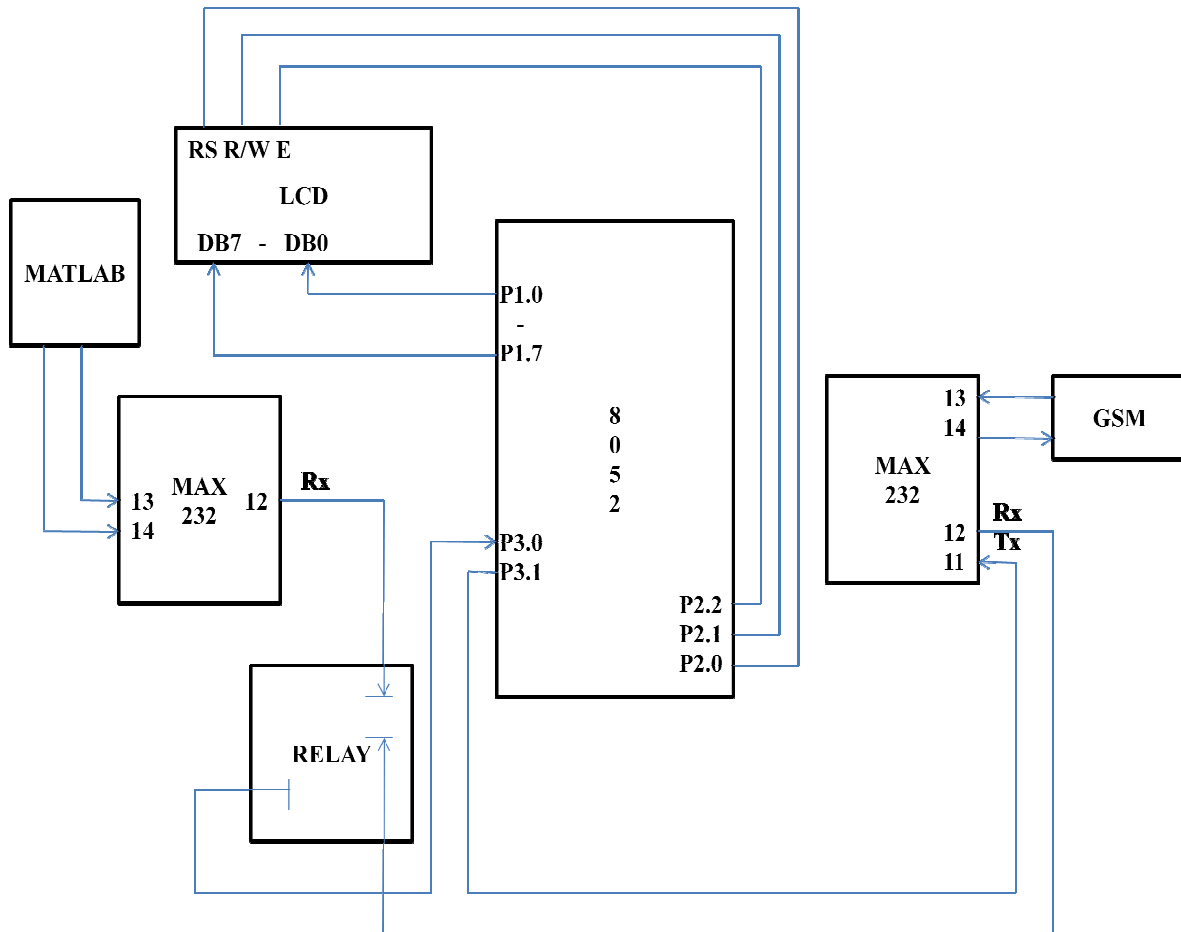 RS R/W E
LCD
DB7 - DB0
MATLAB
P1.0
-
P1.7
8
0
5
2
P3.0
P3.1
P2.2
P2.1
P2.0
13
14
MAX
232
12
Rx
RELAY
13
14
MAX
232
12
11
Rx
Tx
GSM